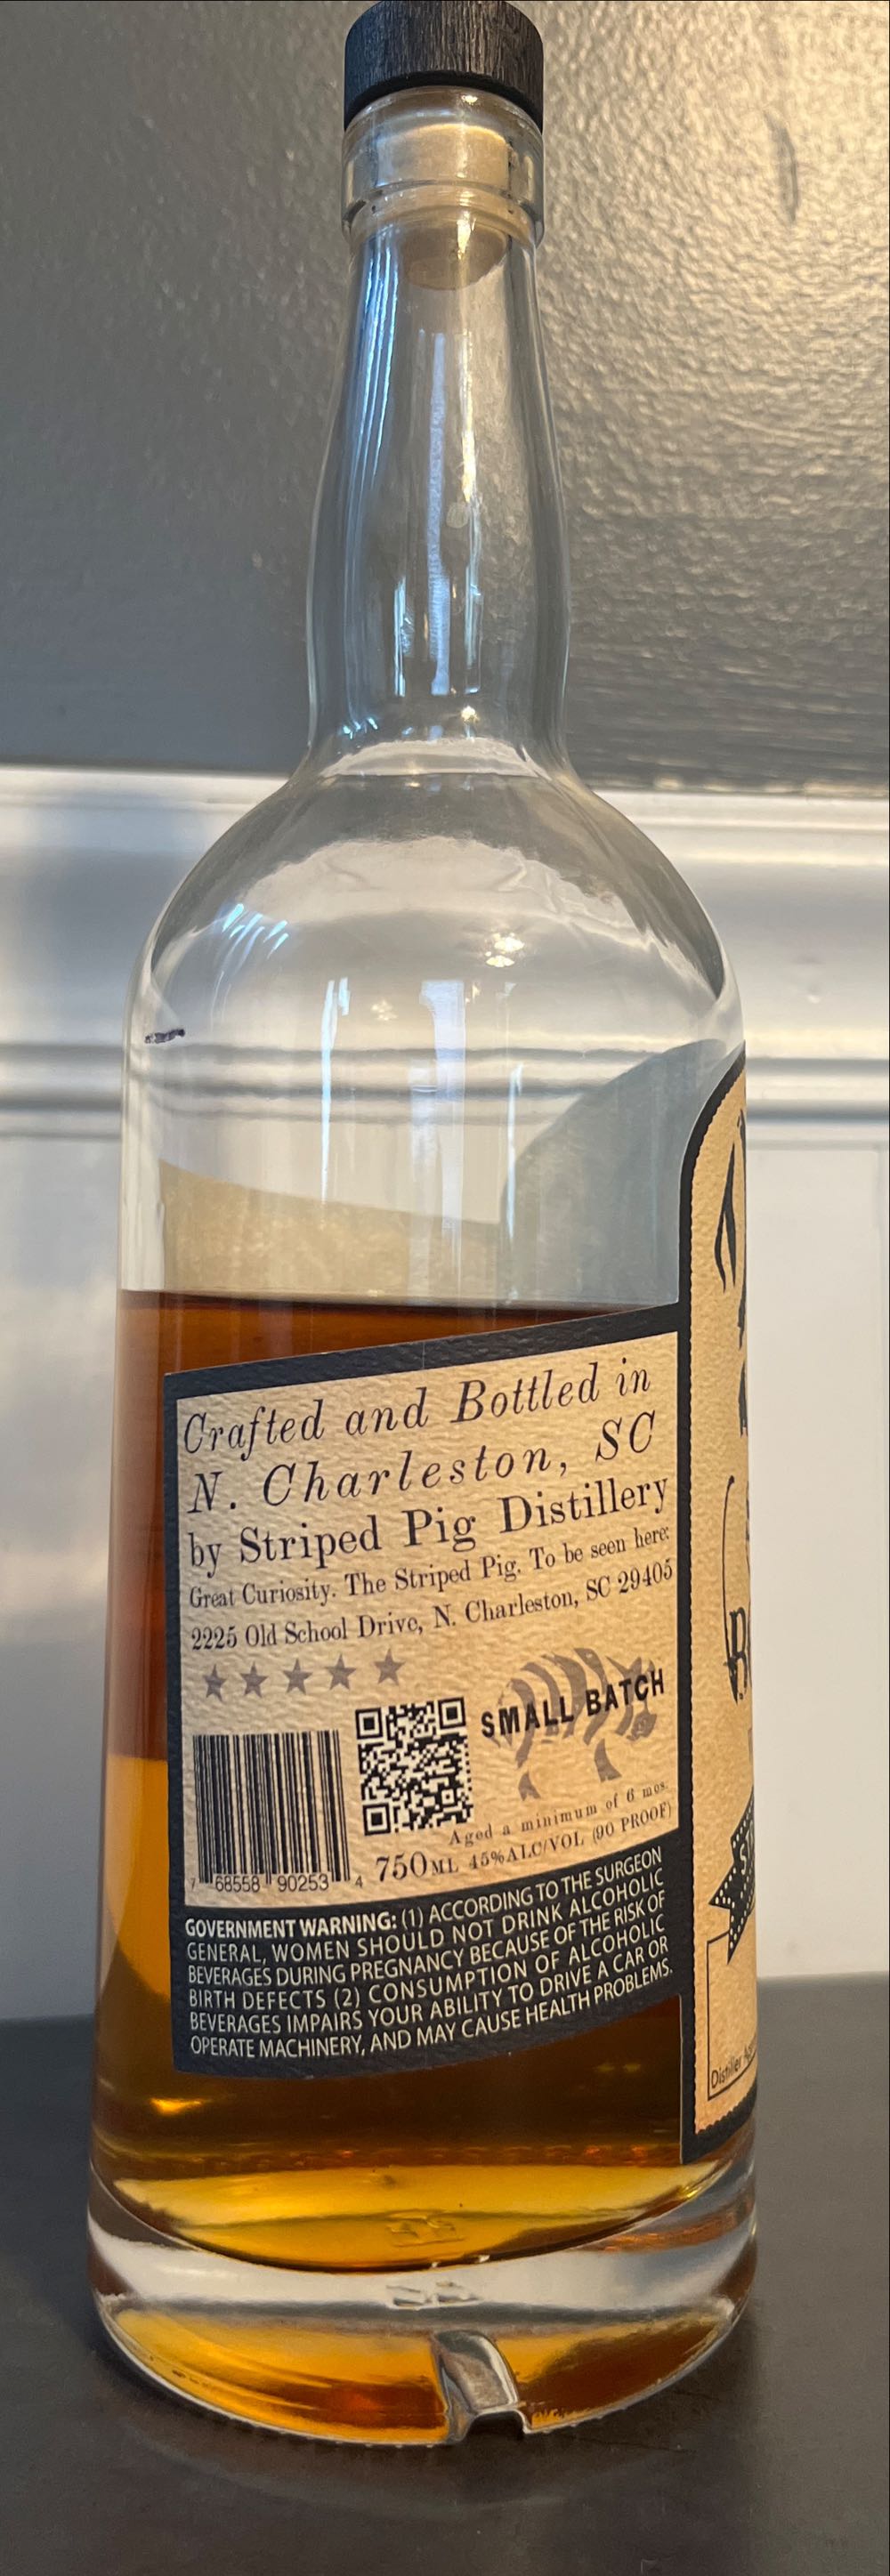 Crafted and Bottled in
N. Charleston, SC
by Striped Pig Distillery
Great Curiosity. The Striped Pig. To be seen here:
2225 Old School Drive, N. Charleston, SC 29405
SMALL BATCH
Aged a minimum of 6 mos.
750ML 45%ALC/VOL (90 PROOF)
7 68558 90253 4
GOVERNMENT WARNING: (1) ACCORDING TO THE SURGEON
GENERAL, WOMEN SHOULD NOT DRINK ALCOHOLIC
BEVERAGES DURING PREGNANCY BECAUSE OF THE RISK OF
BIRTH DEFECTS (2) CONSUMPTION OF ALCOHOLIC
BEVERAGES IMPAIRS YOUR ABILITY TO DRIVE A CAR OR
OPERATE MACHINERY, AND MAY CAUSE HEALTH PROBLEMS.
Distiller